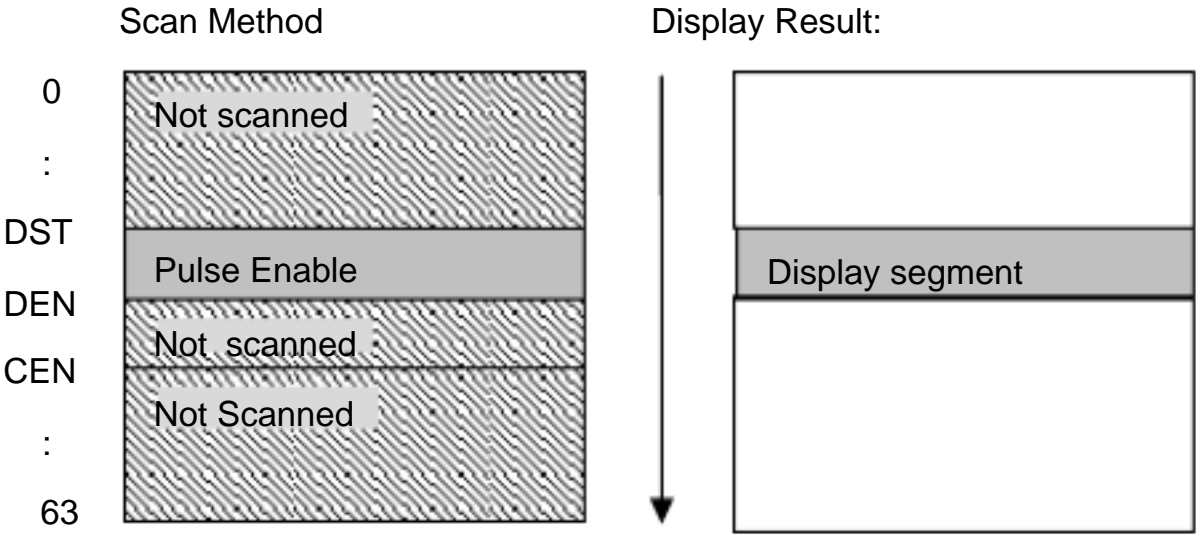 Scan Method
Display Result:
0
Not scanned
:
DST
Pulse Enable
Display segment
DEN
Not scanned
CEN
Not Scanned
:
63